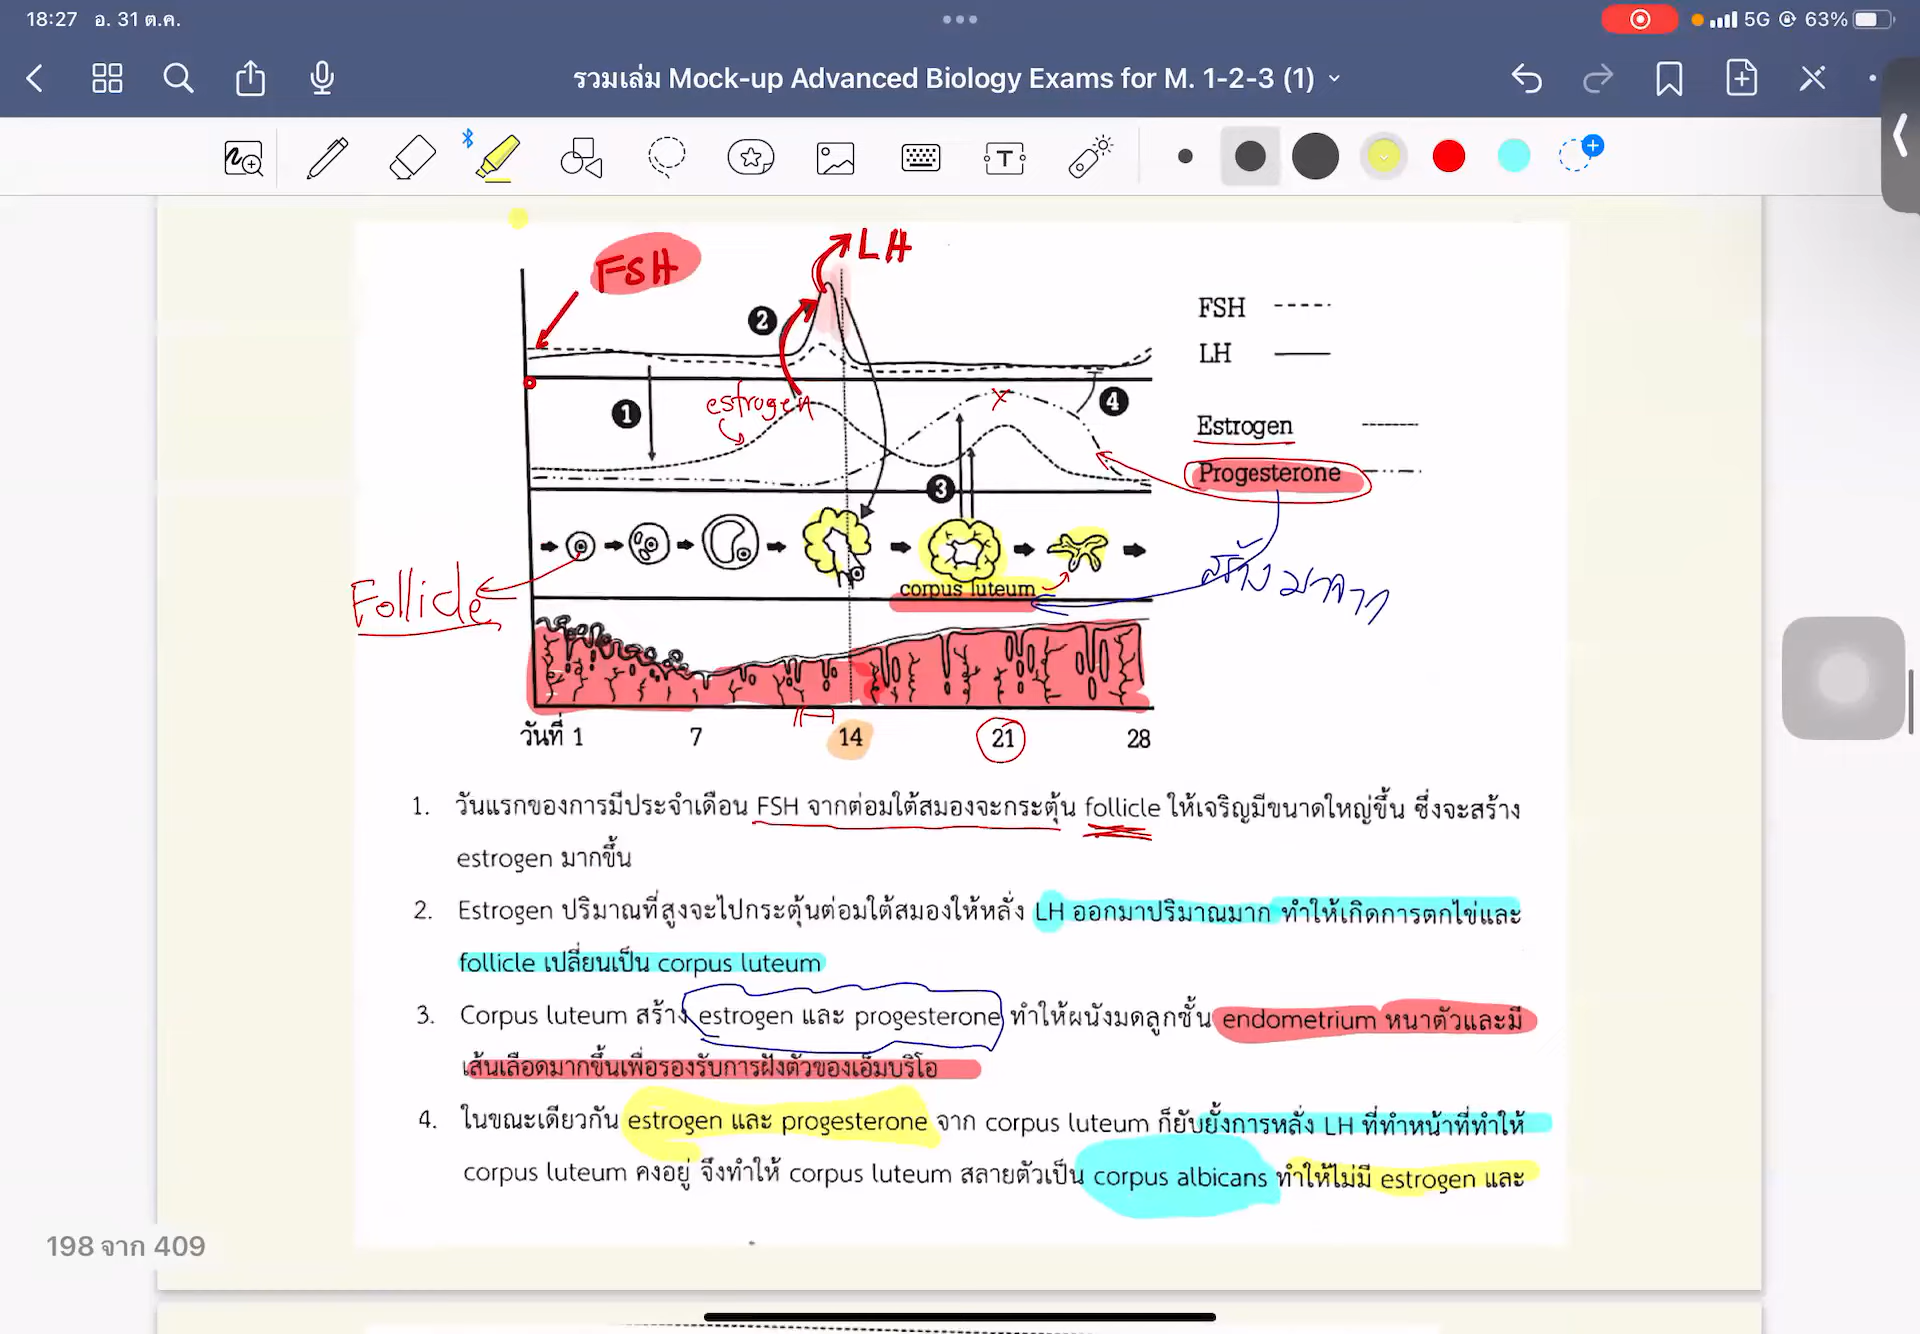 18:27 อ. 31 ต.ค.
5G 63%
รวมเล่ม Mock-up Advanced Biology Exams for M. 1-2-3 (1)
T
FSH
LH
2
FSH
LH
estrogen
1
4
Estrogen
Progesterone
3
corpus luteum
สร้างมาจาก
Follicle
วันที่ 1 7 14 21 28
1. วันแรกของการมีประจำเดือน FSH จากต่อมใต้สมองจะกระตุ้น follicle ให้เจริญมีขนาดใหญ่ขึ้น ซึ่งจะสร้าง
estrogen มากขึ้น
2. Estrogen ปริมาณที่สูงจะไปกระตุ้นต่อมใต้สมองให้หลั่ง LH ออกมาปริมาณมาก ทำให้เกิดการตกไข่และ
follicle เปลี่ยนเป็น corpus luteum
3. Corpus luteum สร้าง estrogen และ progesterone ทำให้ผนังมดลูกชั้น endometrium หนาตัวและมี
เส้นเลือดมากขึ้นเพื่อรองรับการฝังตัวของเอ็มบริโอ
4. ในขณะเดียวกัน estrogen และ progesterone จาก corpus luteum ก็ยับยั้งการหลั่ง LH ที่ทำหน้าที่ทำให้
corpus luteum คงอยู่ จึงทำให้ corpus luteum สลายตัวเป็น corpus albicans ทำให้ไม่มี estrogen และ
198 จาก 409